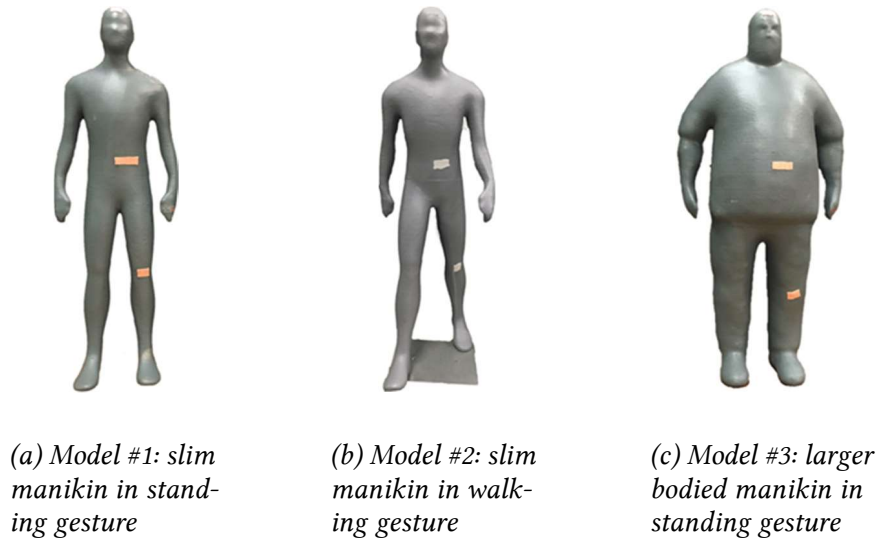 (a) Model #1: slim
manikin in stand-
ing gesture
(b) Model #2: slim
manikin in walk-
ing gesture
(c) Model #3: larger
bodied manikin in
standing gesture